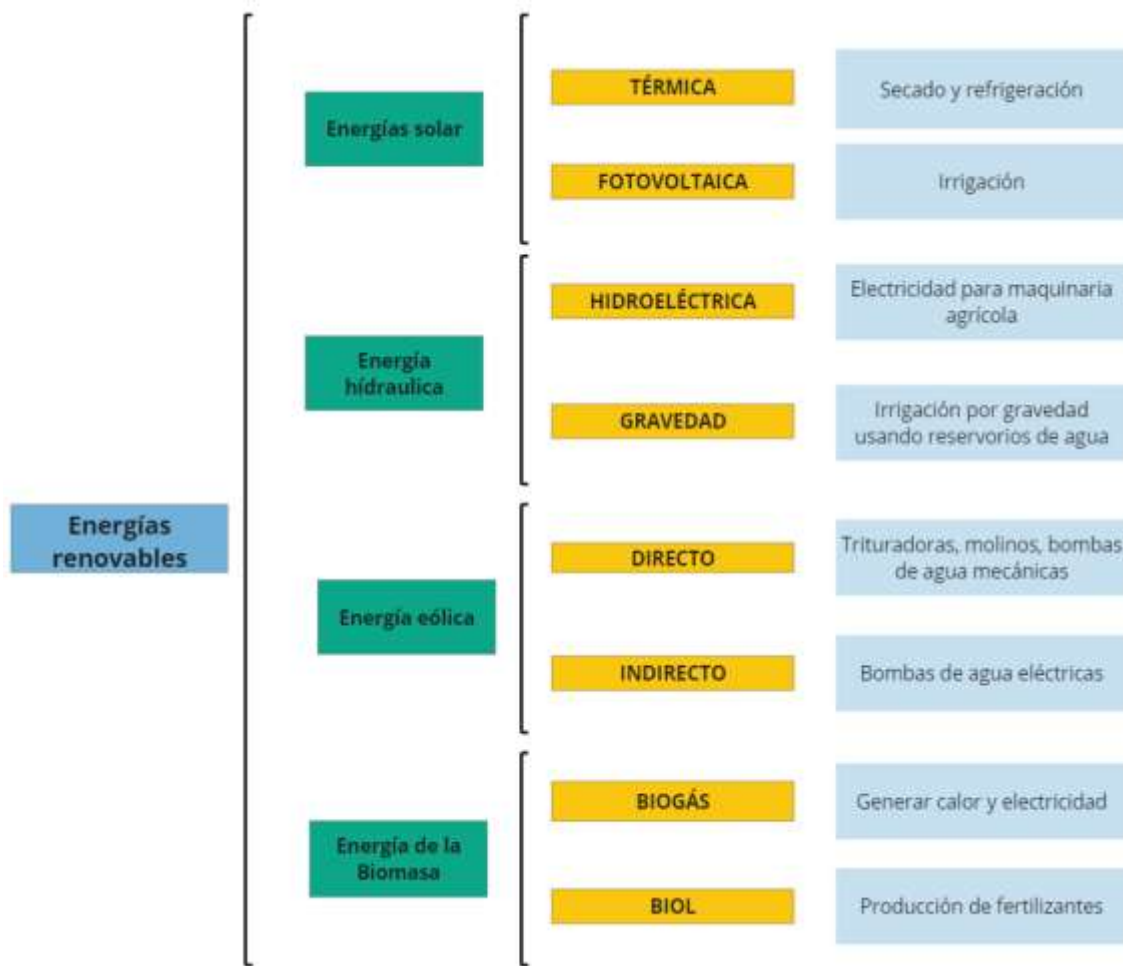 Energías
renovables
Energías solar
TÉRMICA
Secado y refrigeración
FOTOVOLTAICA
Irrigación
Energía
hídraulica
HIDROELÉCTRICA
Electricidad para maquinaria
agrícola
GRAVEDAD
Irrigación por gravedad
usando reservorios de agua
Energía eólica
DIRECTO
Trituradoras, molinos, bombas
de agua mecánicas
INDIRECTO
Bombas de agua eléctricas
Energía de la
Biomasa
BIOGÁS
Generar calor y electricidad
BIOL
Producción de fertilizantes